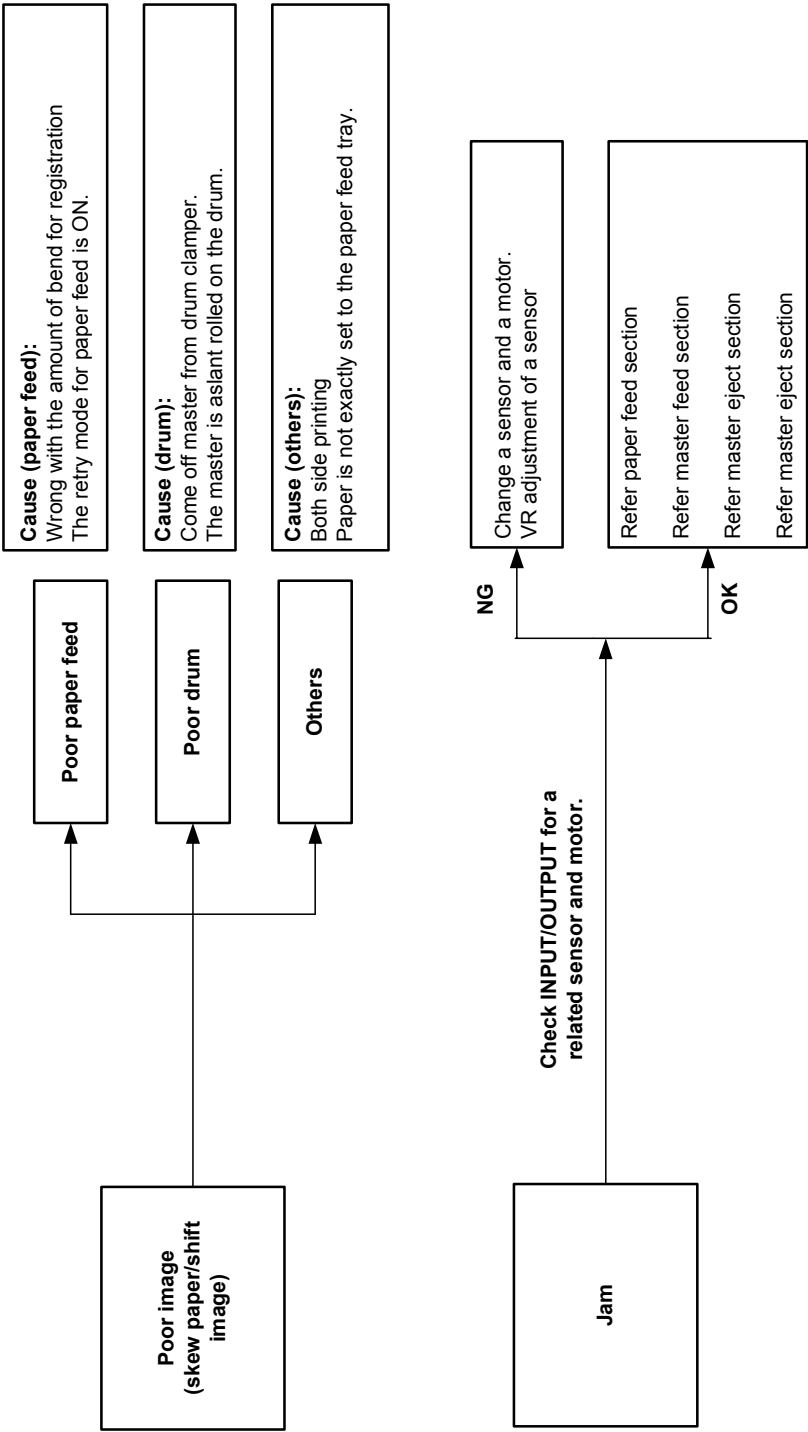 Poor image
(skew paper/shift
image)
Poor paper feed
Cause (paper feed):
Wrong with the amount of bend for registration
The retry mode for paper feed is ON.
Poor drum
Cause (drum):
Come off master from drum clamper.
The master is aslant rolled on the drum.
Others
Cause (others):
Both side printing
Paper is not exactly set to the paper feed tray.
Jam
Check INPUT/OUTPUT for a
related sensor and motor.
NG
Change a sensor and a motor.
VR adjustment of a sensor
OK
Refer paper feed section
Refer master feed section
Refer master eject section
Refer master eject section